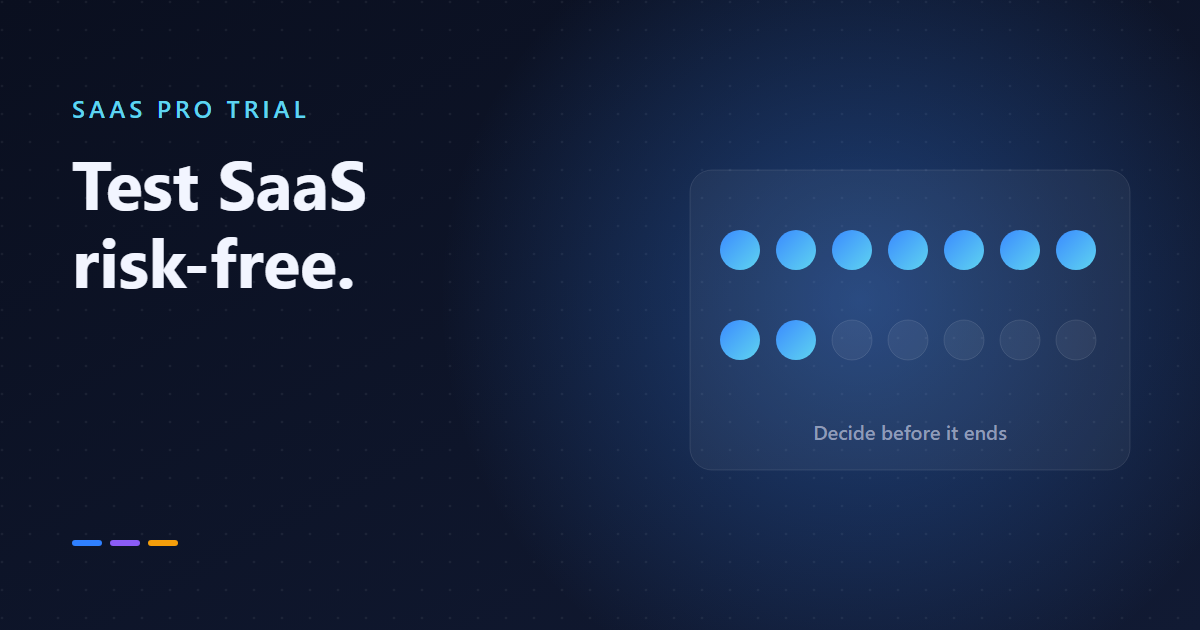 SAAS PRO TRIAL
Test SaaS
risk-free.
Decide before it ends